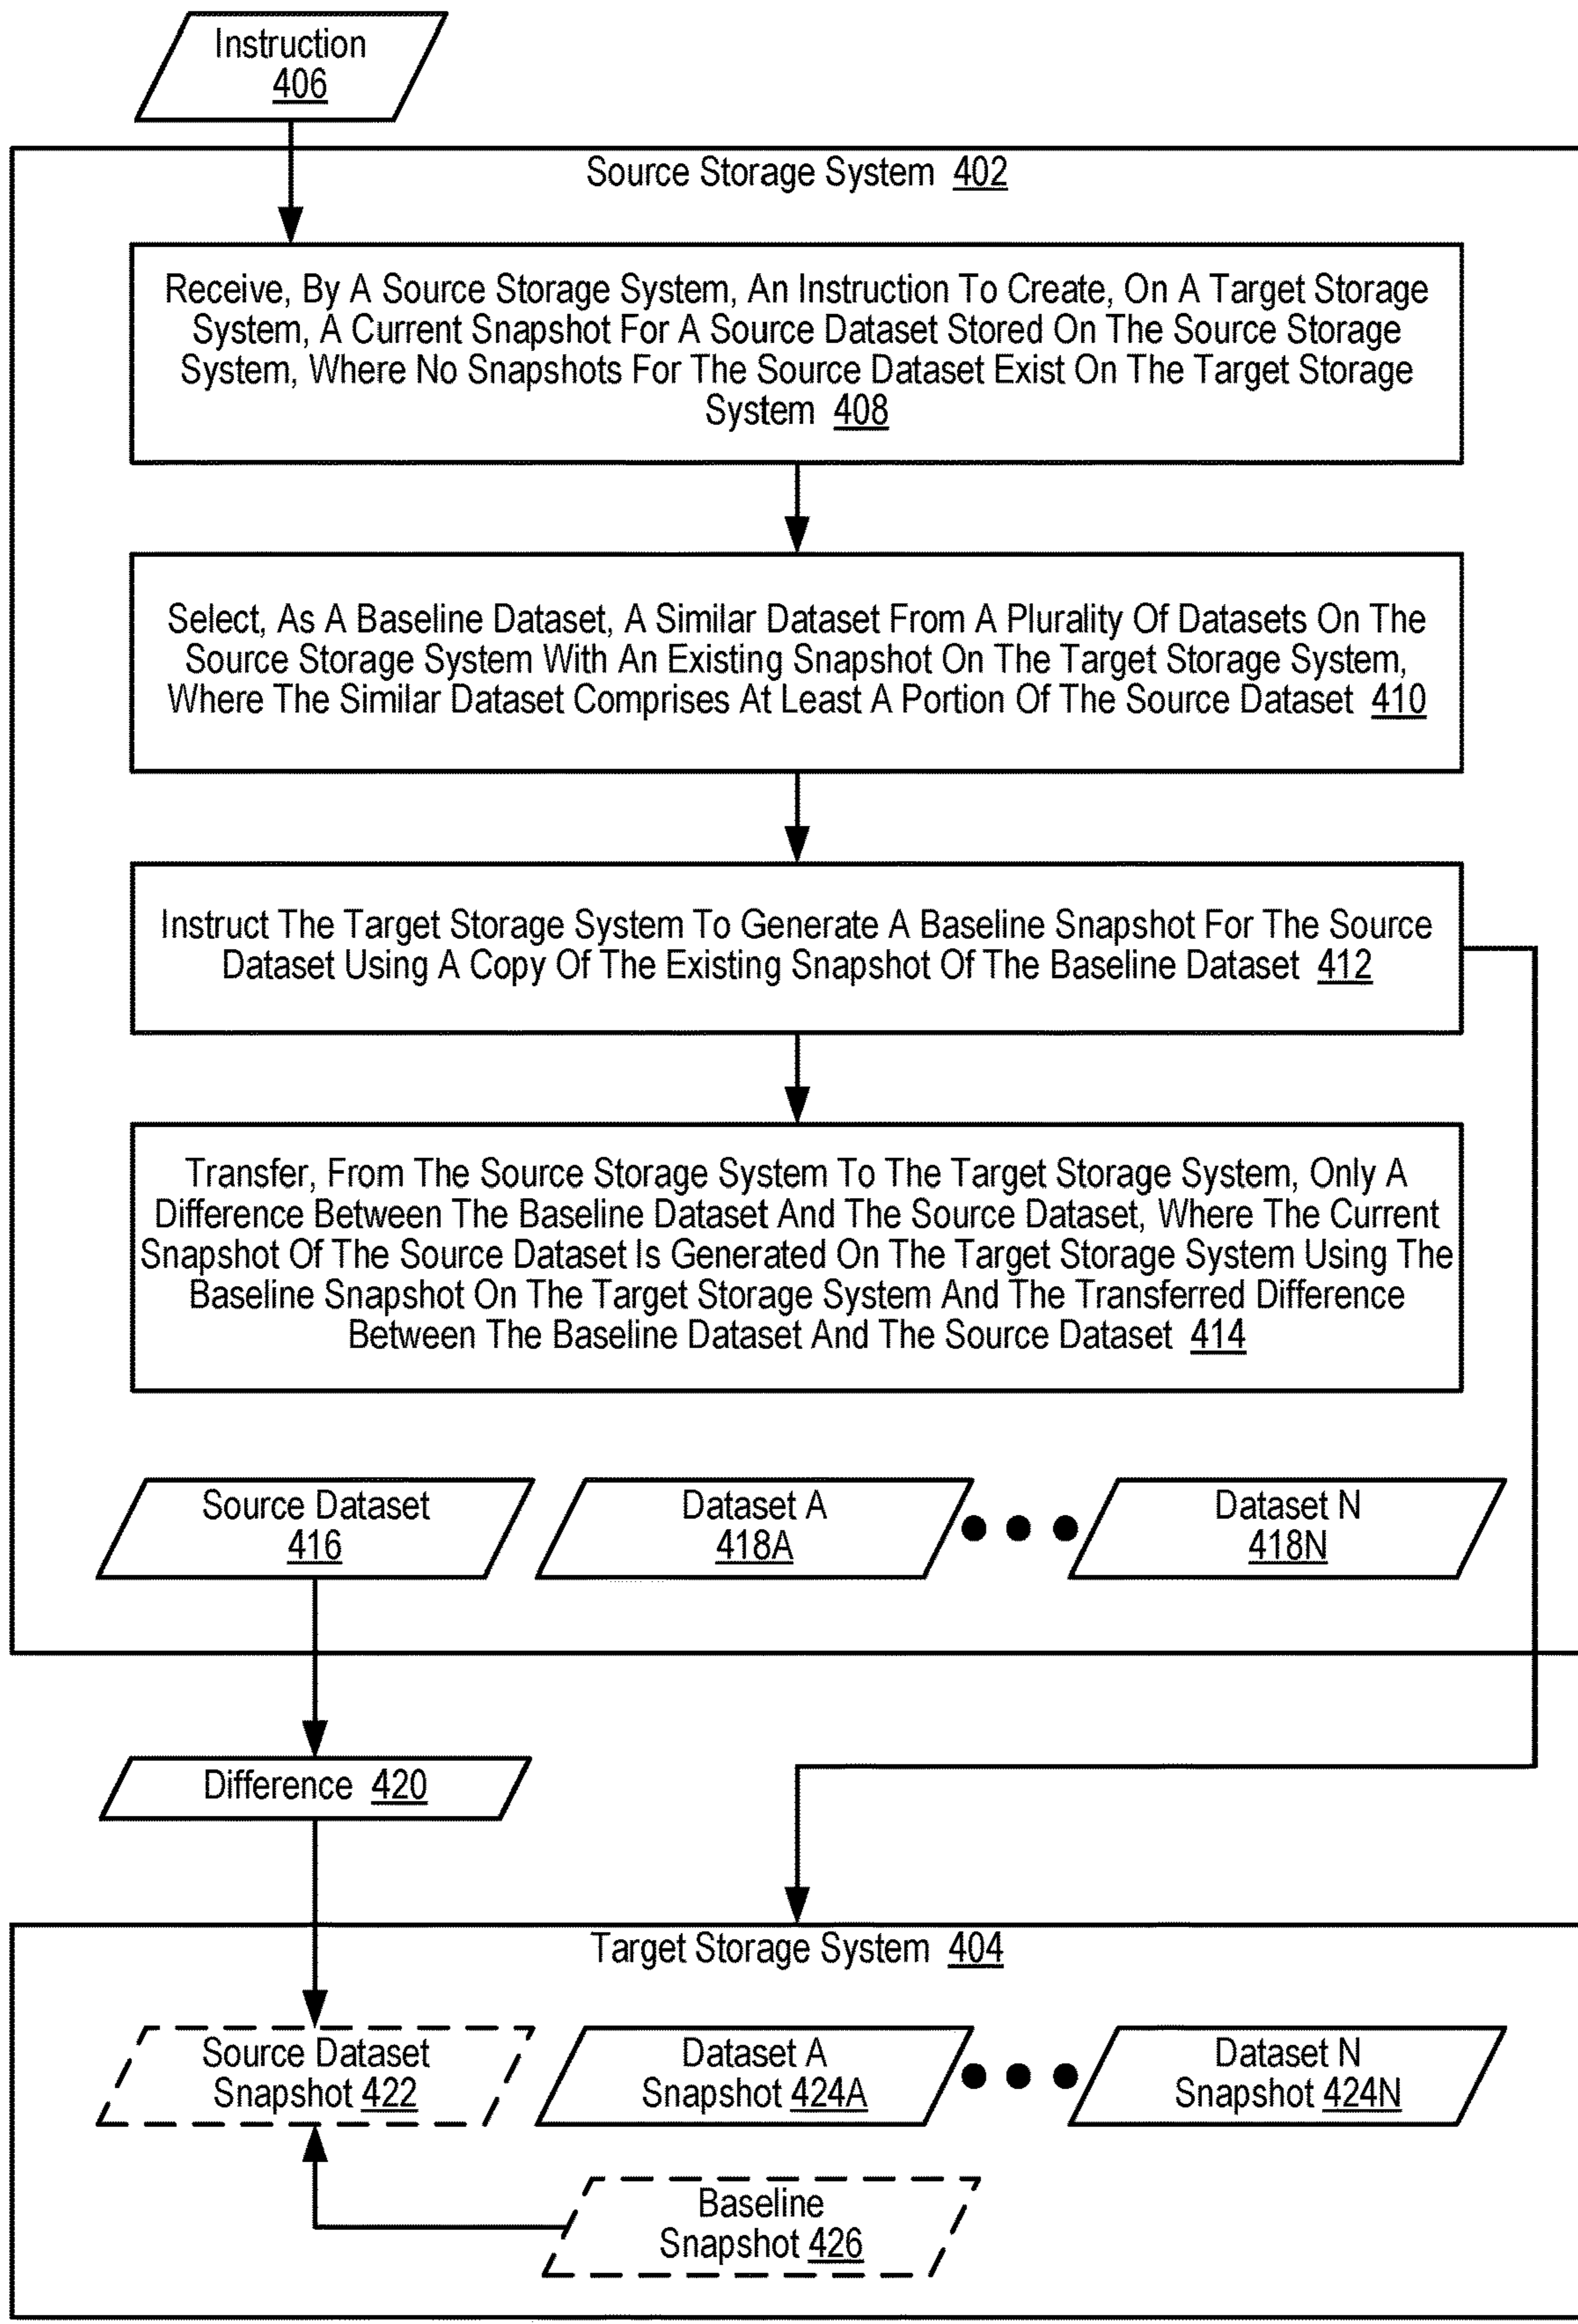 Instruction
406
Source Storage System 402
Receive, By A Source Storage System, An Instruction To Create, On A Target Storage
System, A Current Snapshot For A Source Dataset Stored On The Source Storage
System, Where No Snapshots For The Source Dataset Exist On The Target Storage
System 408
Select, As A Baseline Dataset, A Similar Dataset From A Plurality Of Datasets On The
Source Storage System With An Existing Snapshot On The Target Storage System,
Where The Similar Dataset Comprises At Least A Portion Of The Source Dataset 410
Instruct The Target Storage System To Generate A Baseline Snapshot For The Source
Dataset Using A Copy Of The Existing Snapshot Of The Baseline Dataset 412
Transfer, From The Source Storage System To The Target Storage System, Only A
Difference Between The Baseline Dataset And The Source Dataset, Where The Current
Snapshot Of The Source Dataset Is Generated On The Target Storage System Using The
Baseline Snapshot On The Target Storage System And The Transferred Difference
Between The Baseline Dataset And The Source Dataset 414
Source Dataset
416
Dataset A
418A
Dataset N
418N
Difference 420
Target Storage System 404
Source Dataset
Snapshot 422
Dataset A
Snapshot 424A
Dataset N
Snapshot 424N
Baseline
Snapshot 426